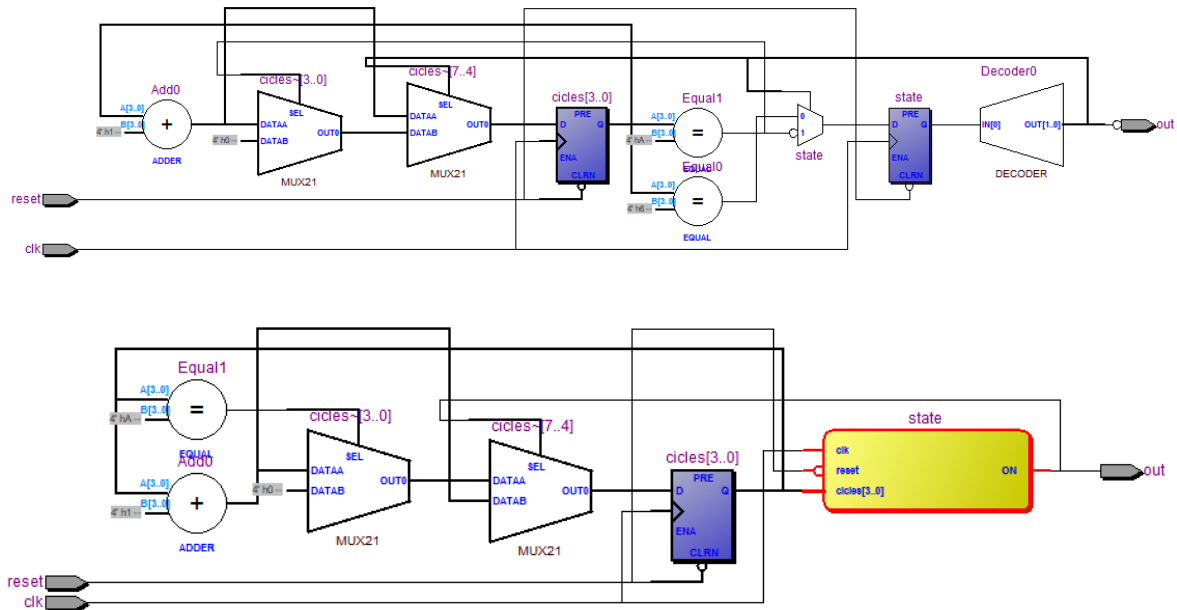 Add0
A[3..0]
B[3..0]
4' h1 --
+
ADDER
cicles~[3..0]
SEL
DATAA
DATAB
OUT0
4' h0 --
MUX21
cicles~[7..4]
SEL
DATAA
DATAB
OUT0
MUX21
cicles[3..0]
PRE
D
Q
ENA
CLRN
Equal1
A[3..0]
B[3..0]
4' hA --
=
EQUAL
Equal0
A[3..0]
B[3..0]
4' h6 --
=
EQUAL
0
1
state
state
PRE
D
Q
ENA
CLRN
Decoder0
IN[0]
OUT[1..0]
DECODER
out
reset
clk
Equal1
A[3..0]
B[3..0]
4' hA --
=
EQUAL
Add0
A[3..0]
B[3..0]
4' h1 --
+
ADDER
cicles~[3..0]
SEL
DATAA
DATAB
OUT0
4' h0 --
MUX21
cicles~[7..4]
SEL
DATAA
DATAB
OUT0
MUX21
cicles[3..0]
PRE
D
Q
ENA
CLRN
state
clk
reset
cicles[3..0]
ON
out
reset
clk